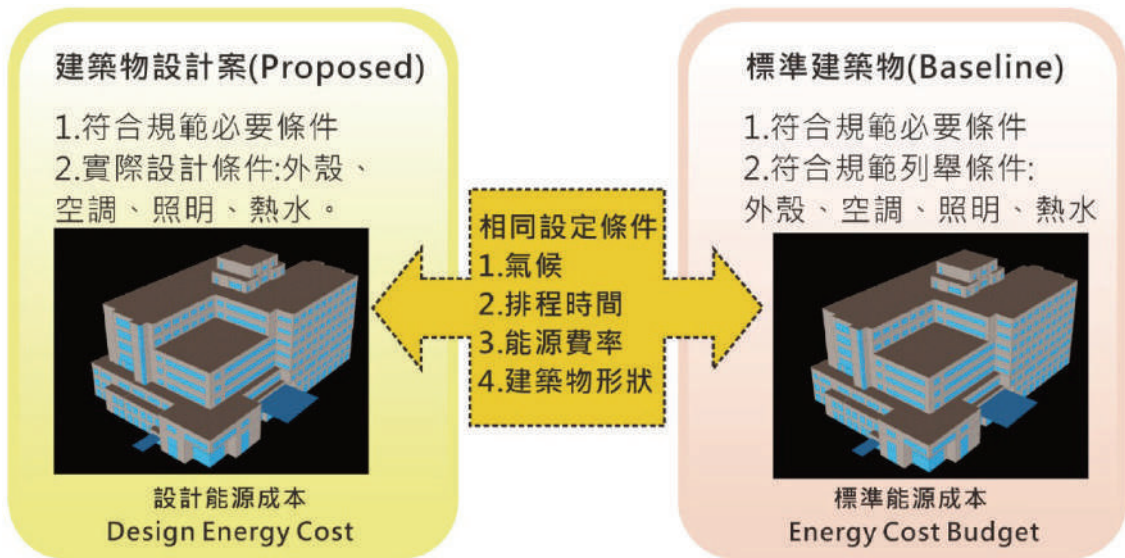 建築物設計案(Proposed)
1.符合規範必要條件
2.實際設計條件:外殼、
空調、照明、熱水。
設計能源成本
Design Energy Cost
相同設定條件
1.氣候
2.排程時間
3.能源費率
4.建築物形狀
標準建築物(Baseline)
1.符合規範必要條件
2.符合規範列舉條件:
外殼、空調、照明、熱水
標準能源成本
Energy Cost Budget